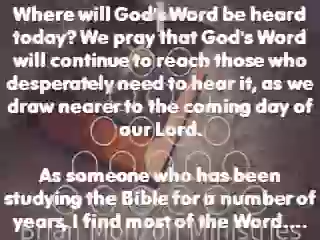 Where will God's Word be heard
today? We pray that God's Word
will continue to reach those who
desperately need to hear it, as we
draw nearer to the coming day of
our Lord.
As someone who has been
studying the Bible for a number of
years, I find most of the Word....